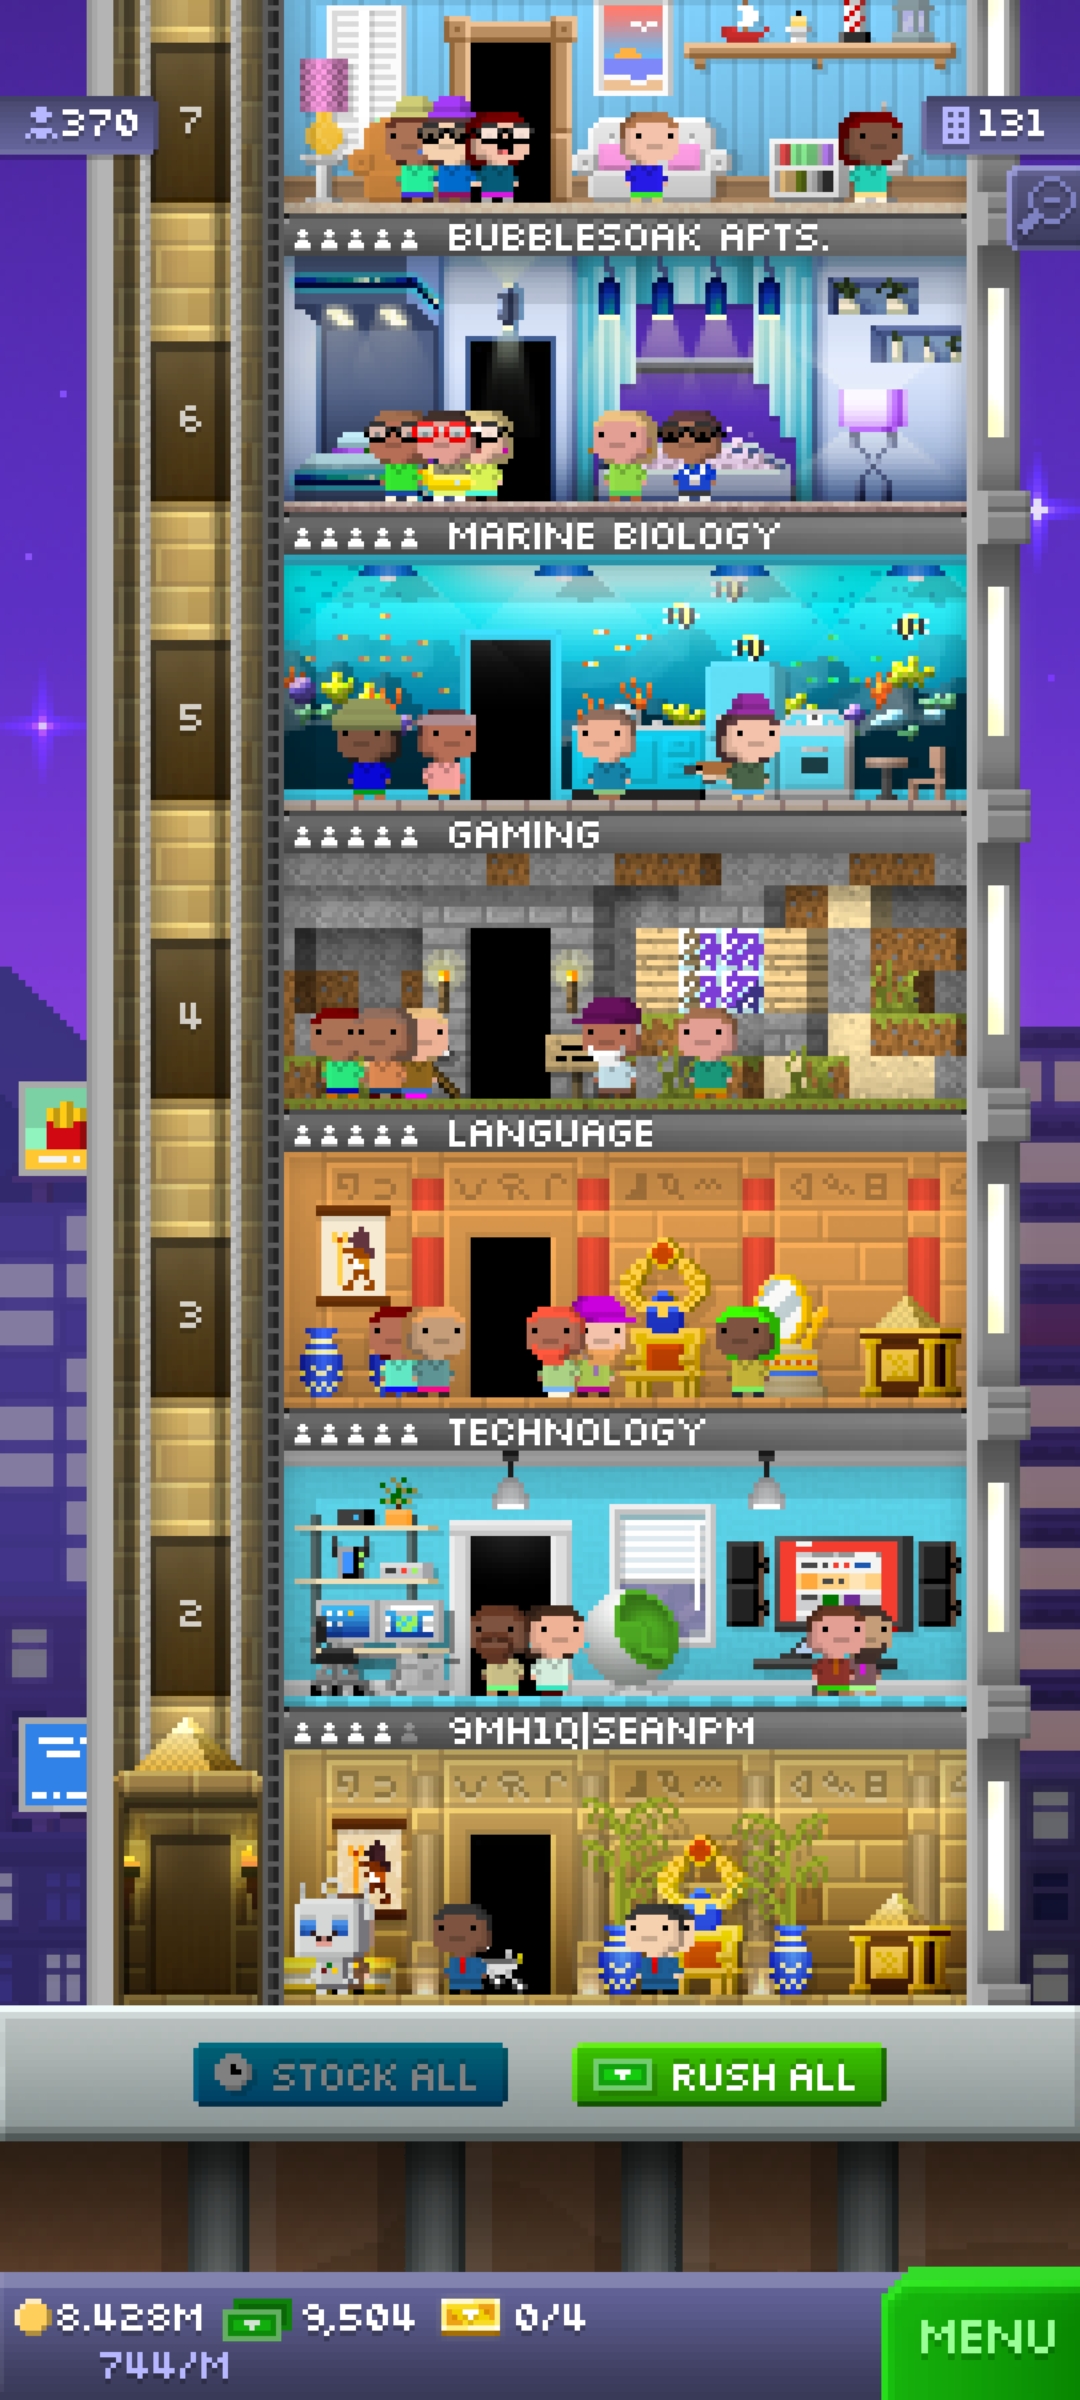 7
370
131
BUBBLESOAK APTS.
6
MARINE BIOLOGY
5
GAMING
4
LANGUAGE
3
TECHNOLOGY
2
9MH1Q|SEANPM
STOCK ALL
RUSH ALL
8.428M
9,504
0/4
744/M
MENU